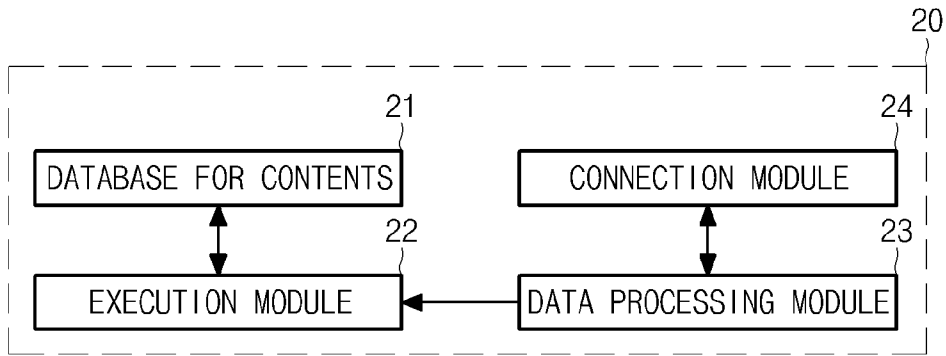 20
21
24
DATABASE FOR CONTENTS
CONNECTION MODULE
22
23
EXECUTION MODULE
DATA PROCESSING MODULE